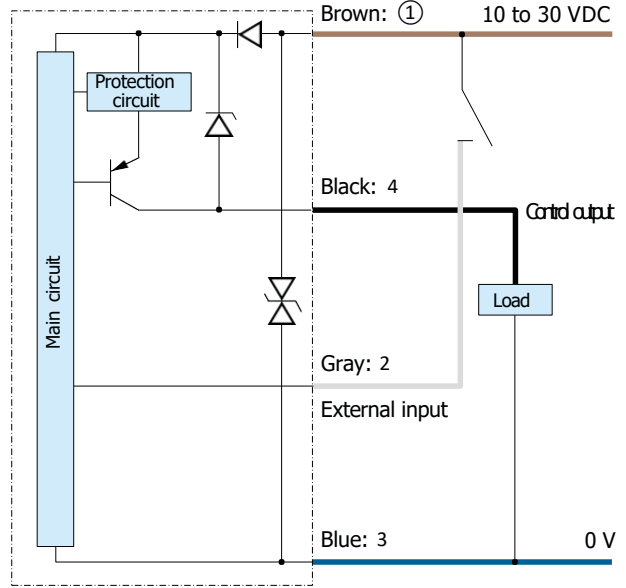 Brown: ① 10 to 30 VDC
Protection
circuit
Black: 4
Control output
Main circuit
Load
Gray: 2
External input
Blue: 3 0 V